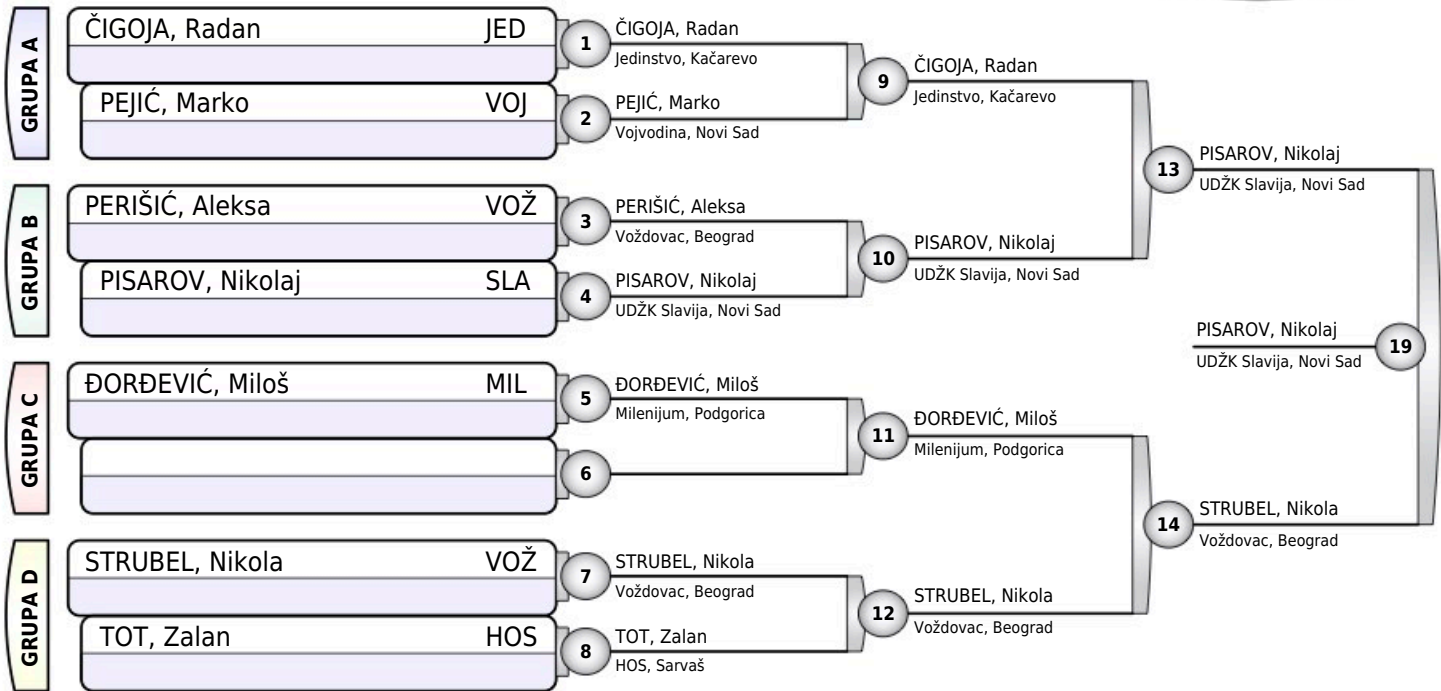 GRUPA A
ČIGOJA, Radan JED
PEJIĆ, Marko VOJ
1
ČIGOJA, Radan
Jedinstvo, Kačarevo
2
PEJIĆ, Marko
Vojvodina, Novi Sad
GRUPA B
PERIŠIĆ, Aleksa VOŽ
PISAROV, Nikolaj SLA
3
PERIŠIĆ, Aleksa
Voždovac, Beograd
4
PISAROV, Nikolaj
UDŽK Slavija, Novi Sad
GRUPA C
ĐORĐEVIĆ, Miloš MIL
5
ĐORĐEVIĆ, Miloš
Milenijum, Podgorica
6
GRUPA D
STRUBEL, Nikola VOŽ
TOT, Zalan HOS
7
STRUBEL, Nikola
Voždovac, Beograd
8
TOT, Zalan
HOS, Sarvaš
9
ČIGOJA, Radan
Jedinstvo, Kačarevo
10
PISAROV, Nikolaj
UDŽK Slavija, Novi Sad
11
ĐORĐEVIĆ, Miloš
Milenijum, Podgorica
12
STRUBEL, Nikola
Voždovac, Beograd
13
PISAROV, Nikolaj
UDŽK Slavija, Novi Sad
14
STRUBEL, Nikola
Voždovac, Beograd
PISAROV, Nikolaj
UDŽK Slavija, Novi Sad
19